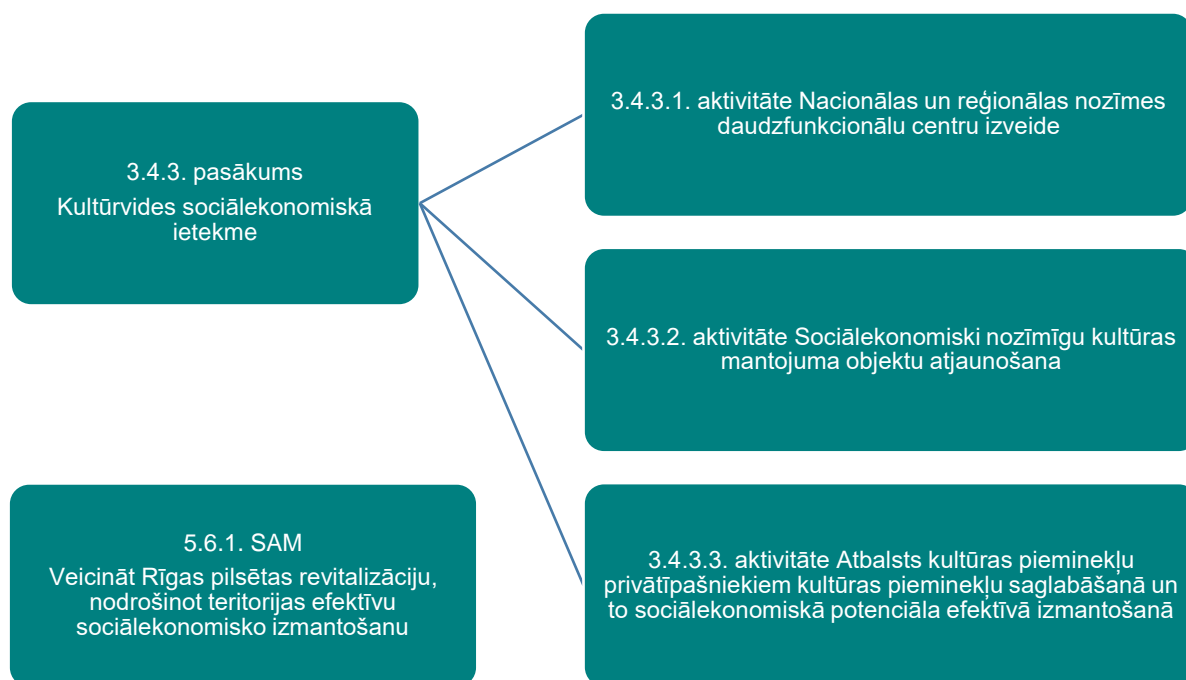 3.4.3. pasākums
Kultūrvides sociālekonomiskā
ietekme
3.4.3.1. aktivitāte Nacionālas un reģionālas nozīmes
daudzfunkcionālu centru izveide
3.4.3.2. aktivitāte Sociālekonomiski nozīmīgu kultūras
mantojuma objektu atjaunošana
5.6.1. SAM
Veicināt Rīgas pilsētas revitalizāciju,
nodrošinot teritorijas efektīvu
sociālekonomisko izmantošanu
3.4.3.3. aktivitāte Atbalsts kultūras pieminekļu
privātīpašniekiem kultūras pieminekļu saglabāšanā un
to sociālekonomiskā potenciāla efektīvā izmantošanā